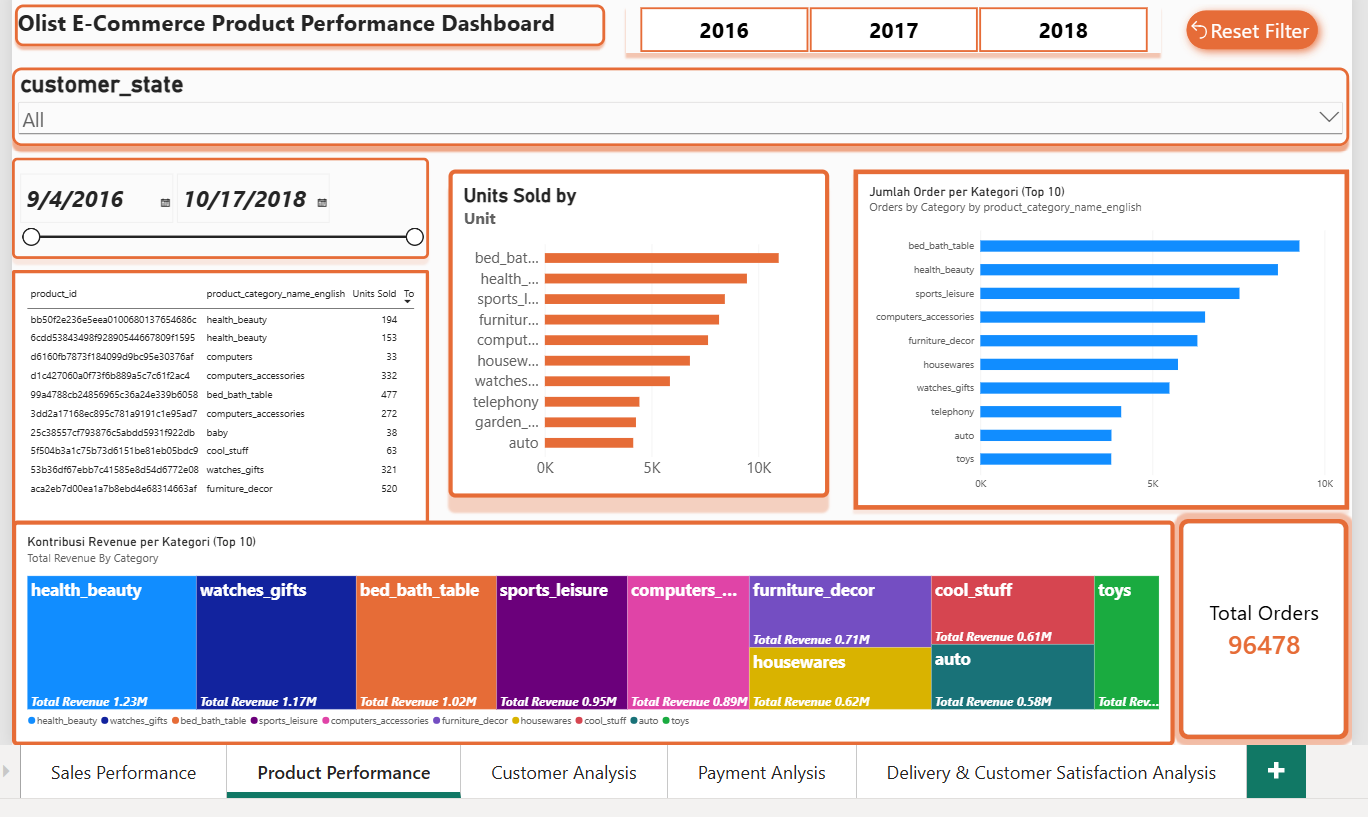 Olist E-Commerce Product Performance Dashboard
2016
2017
2018
Reset Filter
customer_state
All
9/4/2016
10/17/2018
product_id product_category_name_english Units Sold To
bb50f2e236e5eea0100680137654686c health_beauty 194
6cdd53843498f92890544667809f1595 health_beauty 153
d6160fb7873f184099d9bc95e30376af computers 33
d1c427060a0f73f6b889a5c7c61f2ac4 computers_accessories 332
99a4788cb24856965c36a24e339b6058 bed_bath_table 477
3dd2a17168ec895c781a9191c1e95ad7 computers_accessories 272
25c38557cf793876c5abdd5931f922db baby 38
5f504b3a1c75b73d6151be81eb05bdc9 cool_stuff 63
53b36df67ebb7c41585e8d54d6772e08 watches_gifts 321
aca2eb7d00ea1a7b8ebd4e68314663af furniture_decor 520
Units Sold by
Unit
bed_bat...
health_...
sports_l...
furnitur...
comput...
housew...
watches...
telephony
garden_...
auto
0K 5K 10K
Jumlah Order per Kategori (Top 10)
Orders by Category by product_category_name_english
bed_bath_table
health_beauty
sports_leisure
computers_accessories
furniture_decor
housewares
watches_gifts
telephony
auto
toys
0K 5K 10K
Kontribusi Revenue per Kategori (Top 10)
Total Revenue By Category
health_beauty
Total Revenue 1.23M
watches_gifts
Total Revenue 1.17M
bed_bath_table
Total Revenue 1.02M
sports_leisure
Total Revenue 0.95M
computers_...
Total Revenue 0.89M
furniture_decor
Total Revenue 0.71M
housewares
Total Revenue 0.62M
cool_stuff
Total Revenue 0.61M
auto
Total Revenue 0.58M
toys
Total Rev...
health_beauty watches_gifts bed_bath_table sports_leisure computers_accessories furniture_decor housewares cool_stuff auto toys
Total Orders
96478
Sales Performance
Product Performance
Customer Analysis
Payment Anlysis
Delivery & Customer Satisfaction Analysis
+